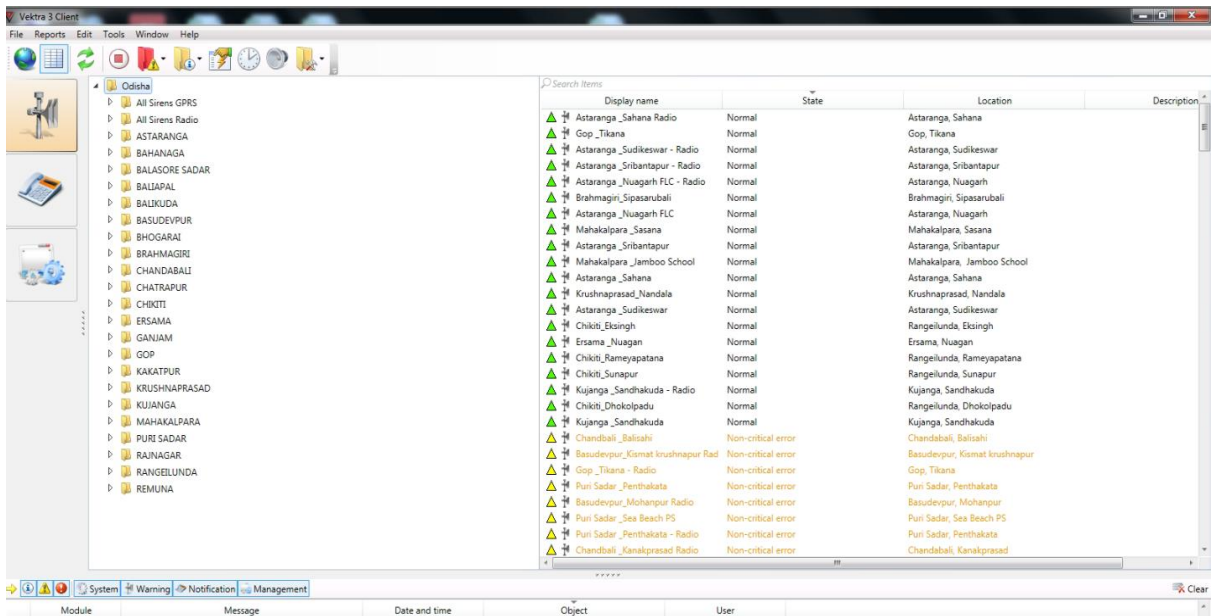 Vektra 3 Client
File Reports Edit Tools Window Help
Odisha
All Sirens GPRS
All Sirens Radio
ASTARANGA
BAHANAGA
BALASORE SADAR
BALIAPAL
BALIKUDA
BASUDEVPUR
BHOGARAI
BRAHMAGIRI
CHANDABALI
CHATRAPUR
CHIKITI
ERSAMA
GANJAM
GOP
KAKATPUR
KRUSHNAPRASAD
KUJANGA
MAHAKALPARA
PURI SADAR
RAJNAGAR
RANGEILUNDA
REMUNA
Search Items
Display name State Location Description
Astaranga _Sahana Radio Normal Astaranga, Sahana
Gop _Tikana Normal Gop, Tikana
Astaranga _Sudikeswar - Radio Normal Astaranga, Sudikeswar
Astaranga _Sribantapur - Radio Normal Astaranga, Sribantapur
Astaranga _Nuagarh FLC - Radio Normal Astaranga, Nuagarh
Brahmagiri_Sipasarubali Normal Brahmagiri, Sipasarubali
Astaranga _Nuagarh FLC Normal Astaranga, Nuagarh
Mahakalpara _Sasana Normal Mahakalpara, Sasana
Astaranga _Sribantapur Normal Astaranga, Sribantapur
Mahakalpara _Jamboo School Normal Mahakalpara, Jamboo School
Astaranga _Sahana Normal Astaranga, Sahana
Krushnaprasad_Nandala Normal Krushnaprasad, Nandala
Astaranga _Sudikeswar Normal Astaranga, Sudikeswar
Chikiti_Eksingh Normal Rangeilunda, Eksingh
Ersama _Nuagan Normal Ersama, Nuagan
Chikiti_Rameyapatana Normal Rangeilunda, Rameyapatana
Chikiti_Sunapur Normal Rangeilunda, Sunapur
Kujanga _Sandhakuda - Radio Normal Kujanga, Sandhakuda
Chikiti_Dhokolpadu Normal Rangeilunda, Dhokolpadu
Kujanga _Sandhakuda Normal Kujanga, Sandhakuda
Chandbali _Balisahi Non-critical error Chandabali, Balisahi
Basudevpur_Kismat krushnapur Rad Non-critical error Basudevpur, Kismat krushnapur
Gop _Tikana - Radio Non-critical error Gop, Tikana
Puri Sadar _Penthakata Non-critical error Puri Sadar, Penthakata
Basudevpur_Mohanpur Radio Non-critical error Basudevpur, Mohanpur
Puri Sadar _Sea Beach PS Non-critical error Puri Sadar, Sea Beach PS
Puri Sadar _Penthakata - Radio Non-critical error Puri Sadar, Penthakata
Chandbali _Kanakprasad Radio Non-critical error Chandabali, Kanakprasad
System Warning Notification Management Clear
Module Message Date and time Object User